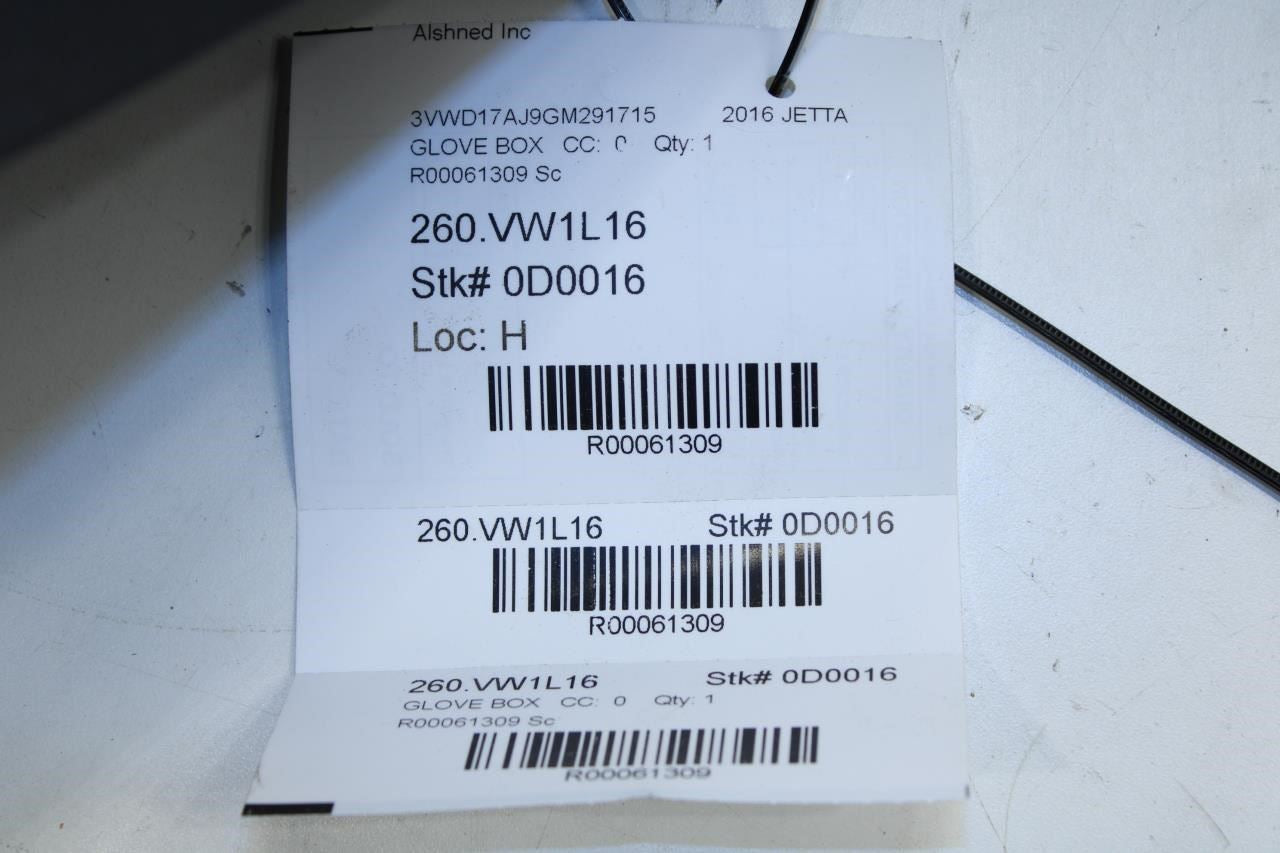 Alshned Inc
3VWD17AJ9GM291715 2016 JETTA
GLOVE BOX CC: 0 Qty: 1
R00061309 Sc
260.VW1L16
Stk# 0D0016
Loc: H
R00061309
260.VW1L16 Stk# 0D0016
R00061309
260.VW1L16 Stk# 0D0016
GLOVE BOX CC: 0 Qty: 1
R00061309 Sc
R00061309